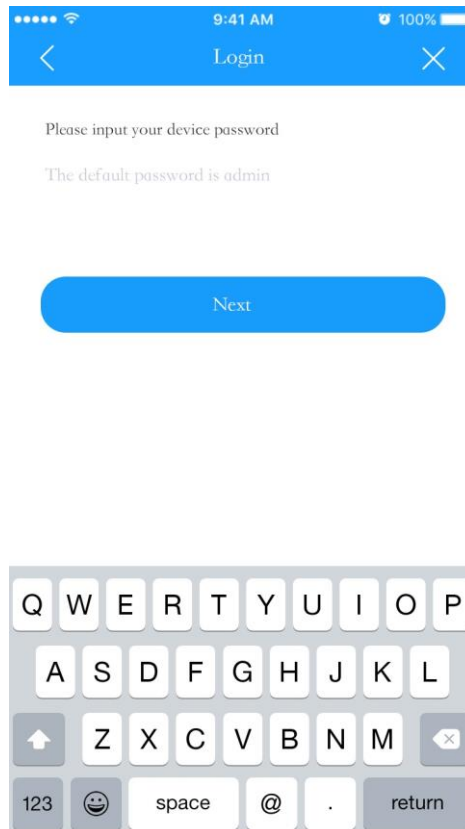 9:41 AM
100%
Login
Please input your device password
The default password is admin
Next
Q W E R T Y U I O P
A S D F G H J K L
Z X C V B N M
123 space @ . return